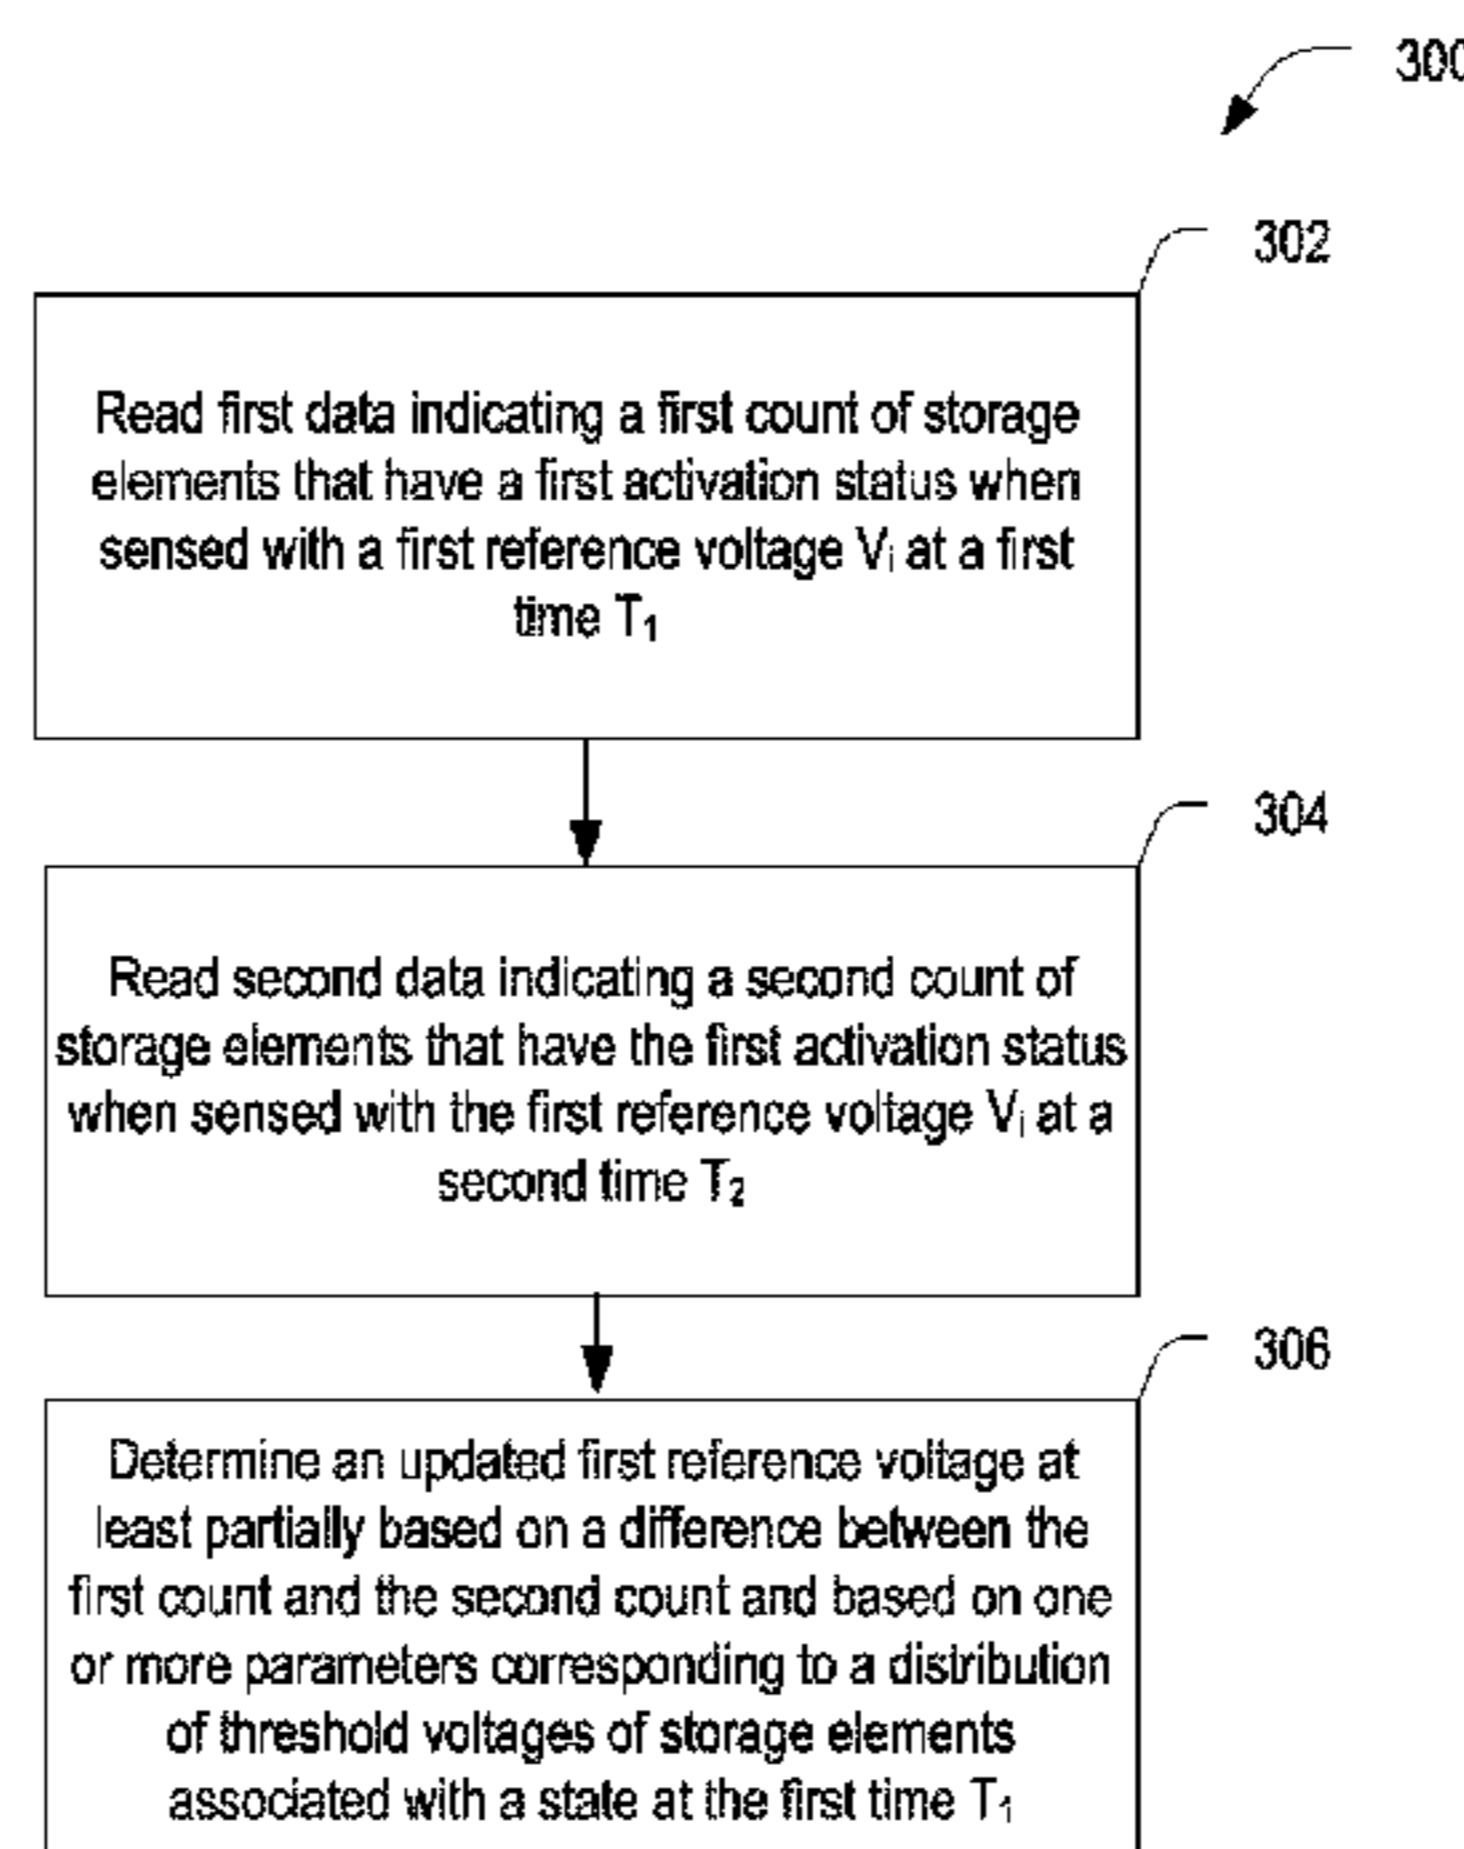 300
302
Read first data indicating a first count of storage
elements that have a first activation status when
sensed with a first reference voltage Vᵢ at a first
time T₁
304
Read second data indicating a second count of
storage elements that have the first activation status
when sensed with the first reference voltage Vᵢ at a
second time T₂
306
Determine an updated first reference voltage at
least partially based on a difference between the
first count and the second count and based on one
or more parameters corresponding to a distribution
of threshold voltages of storage elements
associated with a state at the first time T₁